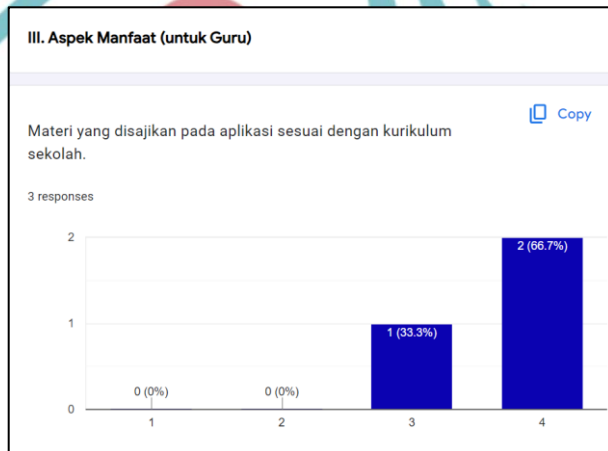 III. Aspek Manfaat (untuk Guru)
Copy
Materi yang disajikan pada aplikasi sesuai dengan kurikulum
sekolah.
3 responses
2
1
0
0 (0%)
0 (0%)
1 (33.3%)
2 (66.7%)
1
2
3
4